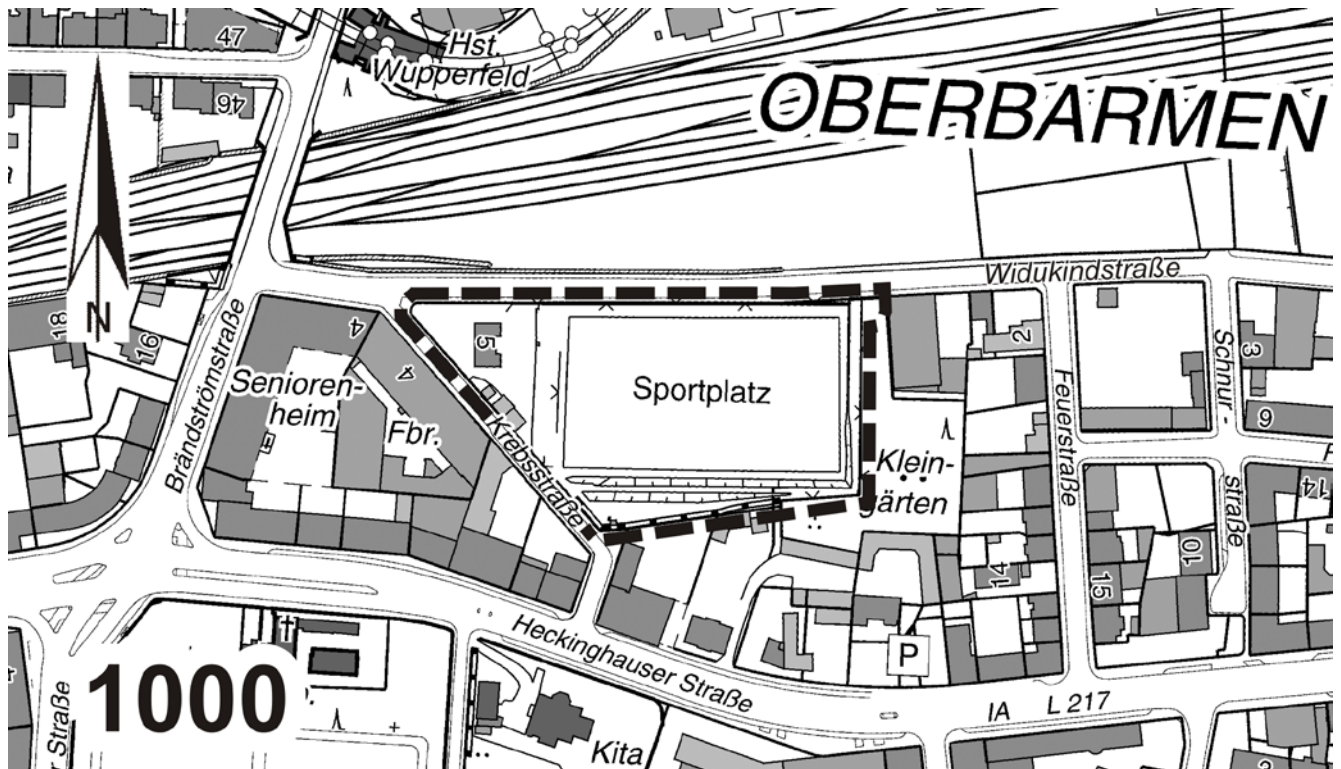 47
Hst.
Wupperfeld
46
OBERBARMEN
N
Widukindstraße
18
16
Brändströmstraße
4
Senioren-
heim
4
Fbr.
5
Krebsstraße
Sportplatz
Klein-
gärten
2
Feuerstraße
Schnur-
straße
3
9
14
14
15
10
Heckinghauser Straße
P
IA L 217
1000
r Straße
Kita